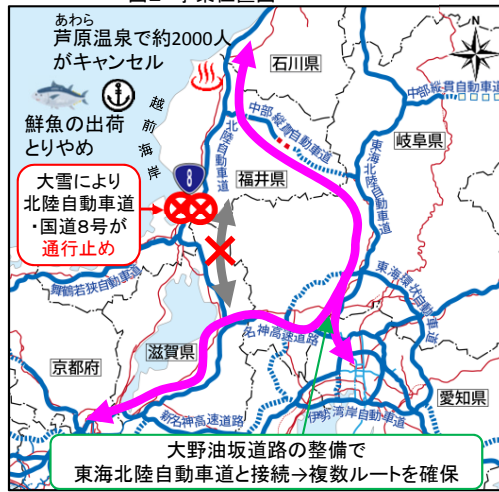 あわら
芦原温泉で約2000人
がキャンセル
鮮魚の出荷
とりやめ
越前海岸
大雪により
北陸自動車道
・国道8号が
通行止め
8
N
石川県
中部縦貫自動車道
中部縦貫自動車道
岐阜県
北陸自動車道
福井県
東海北陸自動車道
舞鶴若狭自動車道
東海環状自動車道
京都府
滋賀県
名神高速道路
愛知県
新名神高速道路
伊勢湾岸自動車道
大野油坂道路の整備で
東海北陸自動車道と接続→複数ルートを確保